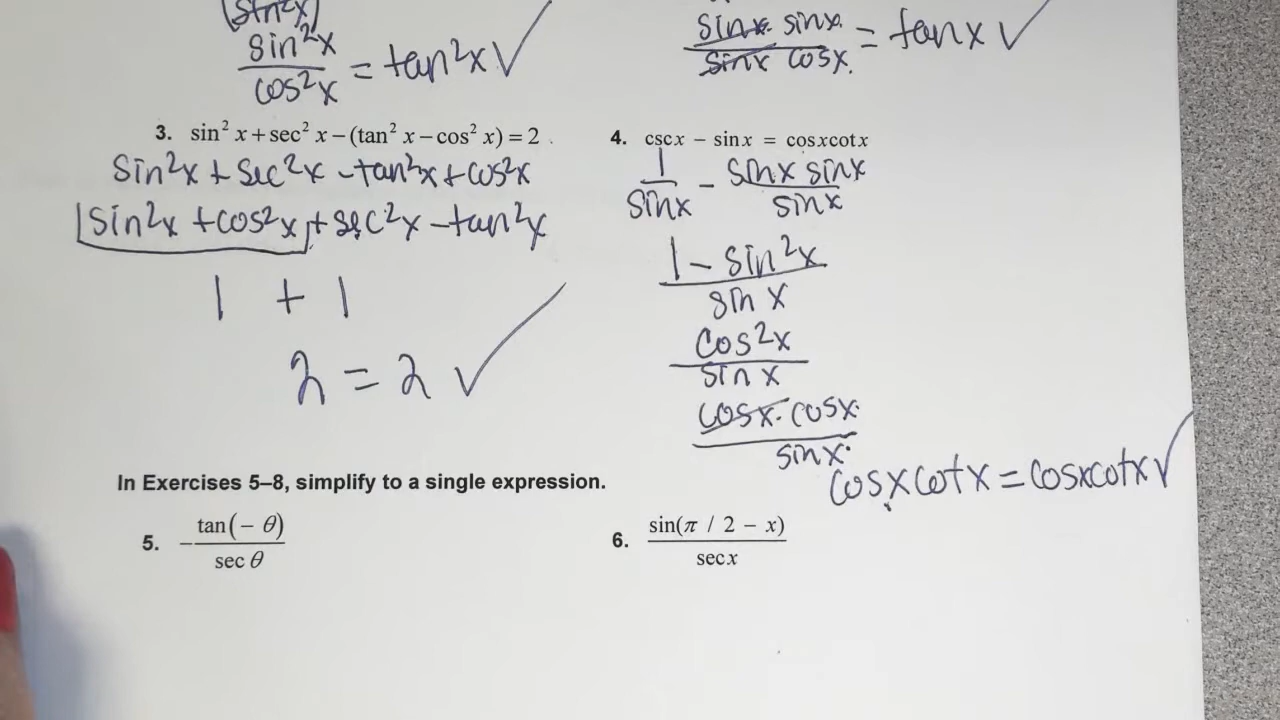 sin²x
sin²x
cos²x
= tan²x ✓
sinx · sinx
sinx cosx
= tanx ✓
3. sin² x + sec² x − (tan² x − cos² x) = 2
sin²x + sec²x - tan²x + cos²x
sin²x + cos²x + sec²x - tan²x
1 + 1
2 = 2 ✓
4. cscx − sinx = cosxcotx
1/sinx - sinx sinx/sinx
1 - sin²x
sin x
cos²x
sin x
cosx · cosx
sinx
cosxcotx = cosxcotx ✓
In Exercises 5–8, simplify to a single expression.
5. − tan(− θ)
sec θ
6. sin(π / 2 − x)
secx